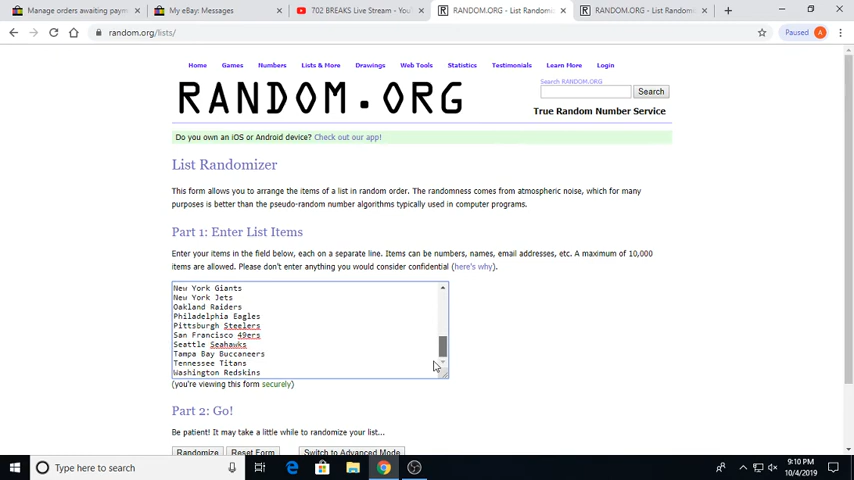 Manage orders awaiting paym
My eBay: Messages
702 BREAKS Live Stream - You
RANDOM.ORG - List Randomiz
RANDOM.ORG - List Randomi
random.org/lists/
Paused A
Home Games Numbers Lists & More Drawings Web Tools Statistics Testimonials Learn More Login
Search RANDOM.ORG
Search
RANDOM.ORG
True Random Number Service
Do you own an iOS or Android device? Check out our app!
List Randomizer
This form allows you to arrange the items of a list in random order. The randomness comes from atmospheric noise, which for many
purposes is better than the pseudo-random number algorithms typically used in computer programs.
Part 1: Enter List Items
Enter your items in the field below, each on a separate line. Items can be numbers, names, email addresses, etc. A maximum of 10,000
items are allowed. Please don't enter anything you would consider confidential (here's why).
New York Giants
New York Jets
Oakland Raiders
Philadelphia Eagles
Pittsburgh Steelers
San Francisco 49ers
Seattle Seahawks
Tampa Bay Buccaneers
Tennessee Titans
Washington Redskins
(you're viewing this form securely)
Part 2: Go!
Be patient! It may take a little while to randomize your list...
Randomize Reset Form Switch to Advanced Mode
Type here to search
9:10 PM
10/4/2019